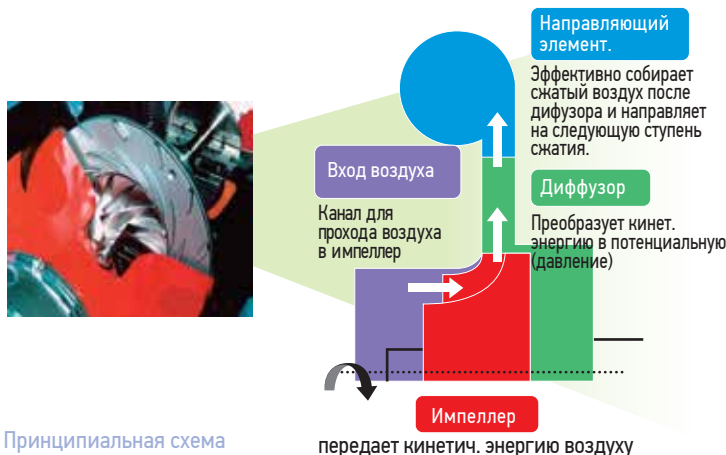 Направляющий
элемент.
Эффективно собирает
сжатый воздух после
дифузора и направляет
на следующую ступень
сжатия.
Вход воздуха
Канал для
прохода воздуха
в импеллер
Диффузор
Преобразует кинет.
энергию в потенциальную
(давление)
Импеллер
передает кинетич. энергию воздуху
Принципиальная схема